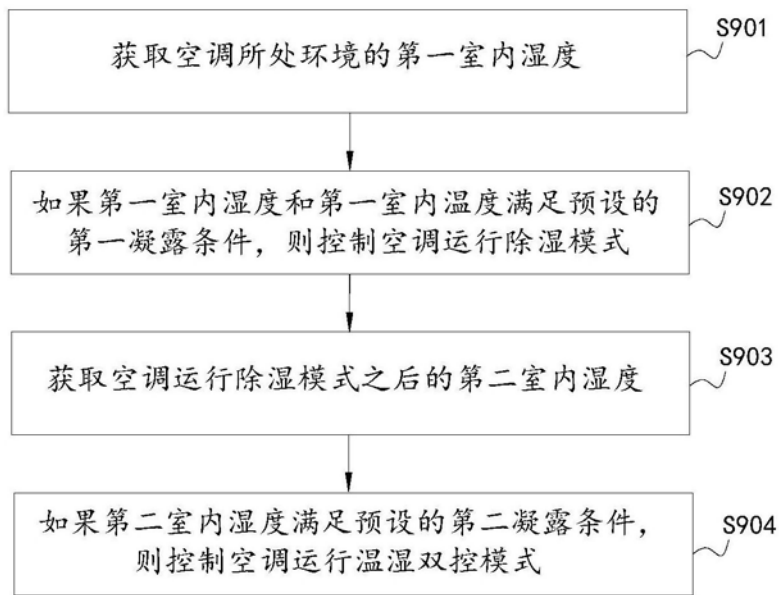 S901
获取空调所处环境的第一室内湿度
S902
如果第一室内湿度和第一室内温度满足预设的
第一凝露条件，则控制空调运行除湿模式
S903
获取空调运行除湿模式之后的第二室内湿度
S904
如果第二室内湿度满足预设的第二凝露条件，
则控制空调运行温湿双控模式